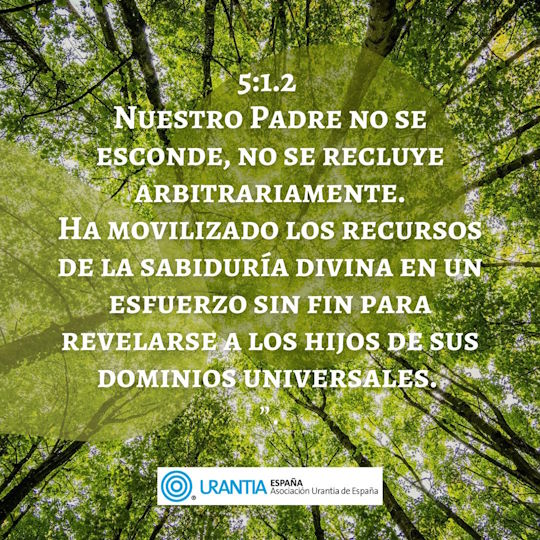 5:1.2
Nuestro Padre no se
esconde, no se recluye
arbitrariamente.
Ha movilizado los recursos
de la sabiduría divina en un
esfuerzo sin fin para
revelarse a los hijos de sus
dominios universales.
”.
® URANTIA ESPAÑA
Asociación Urantia de España